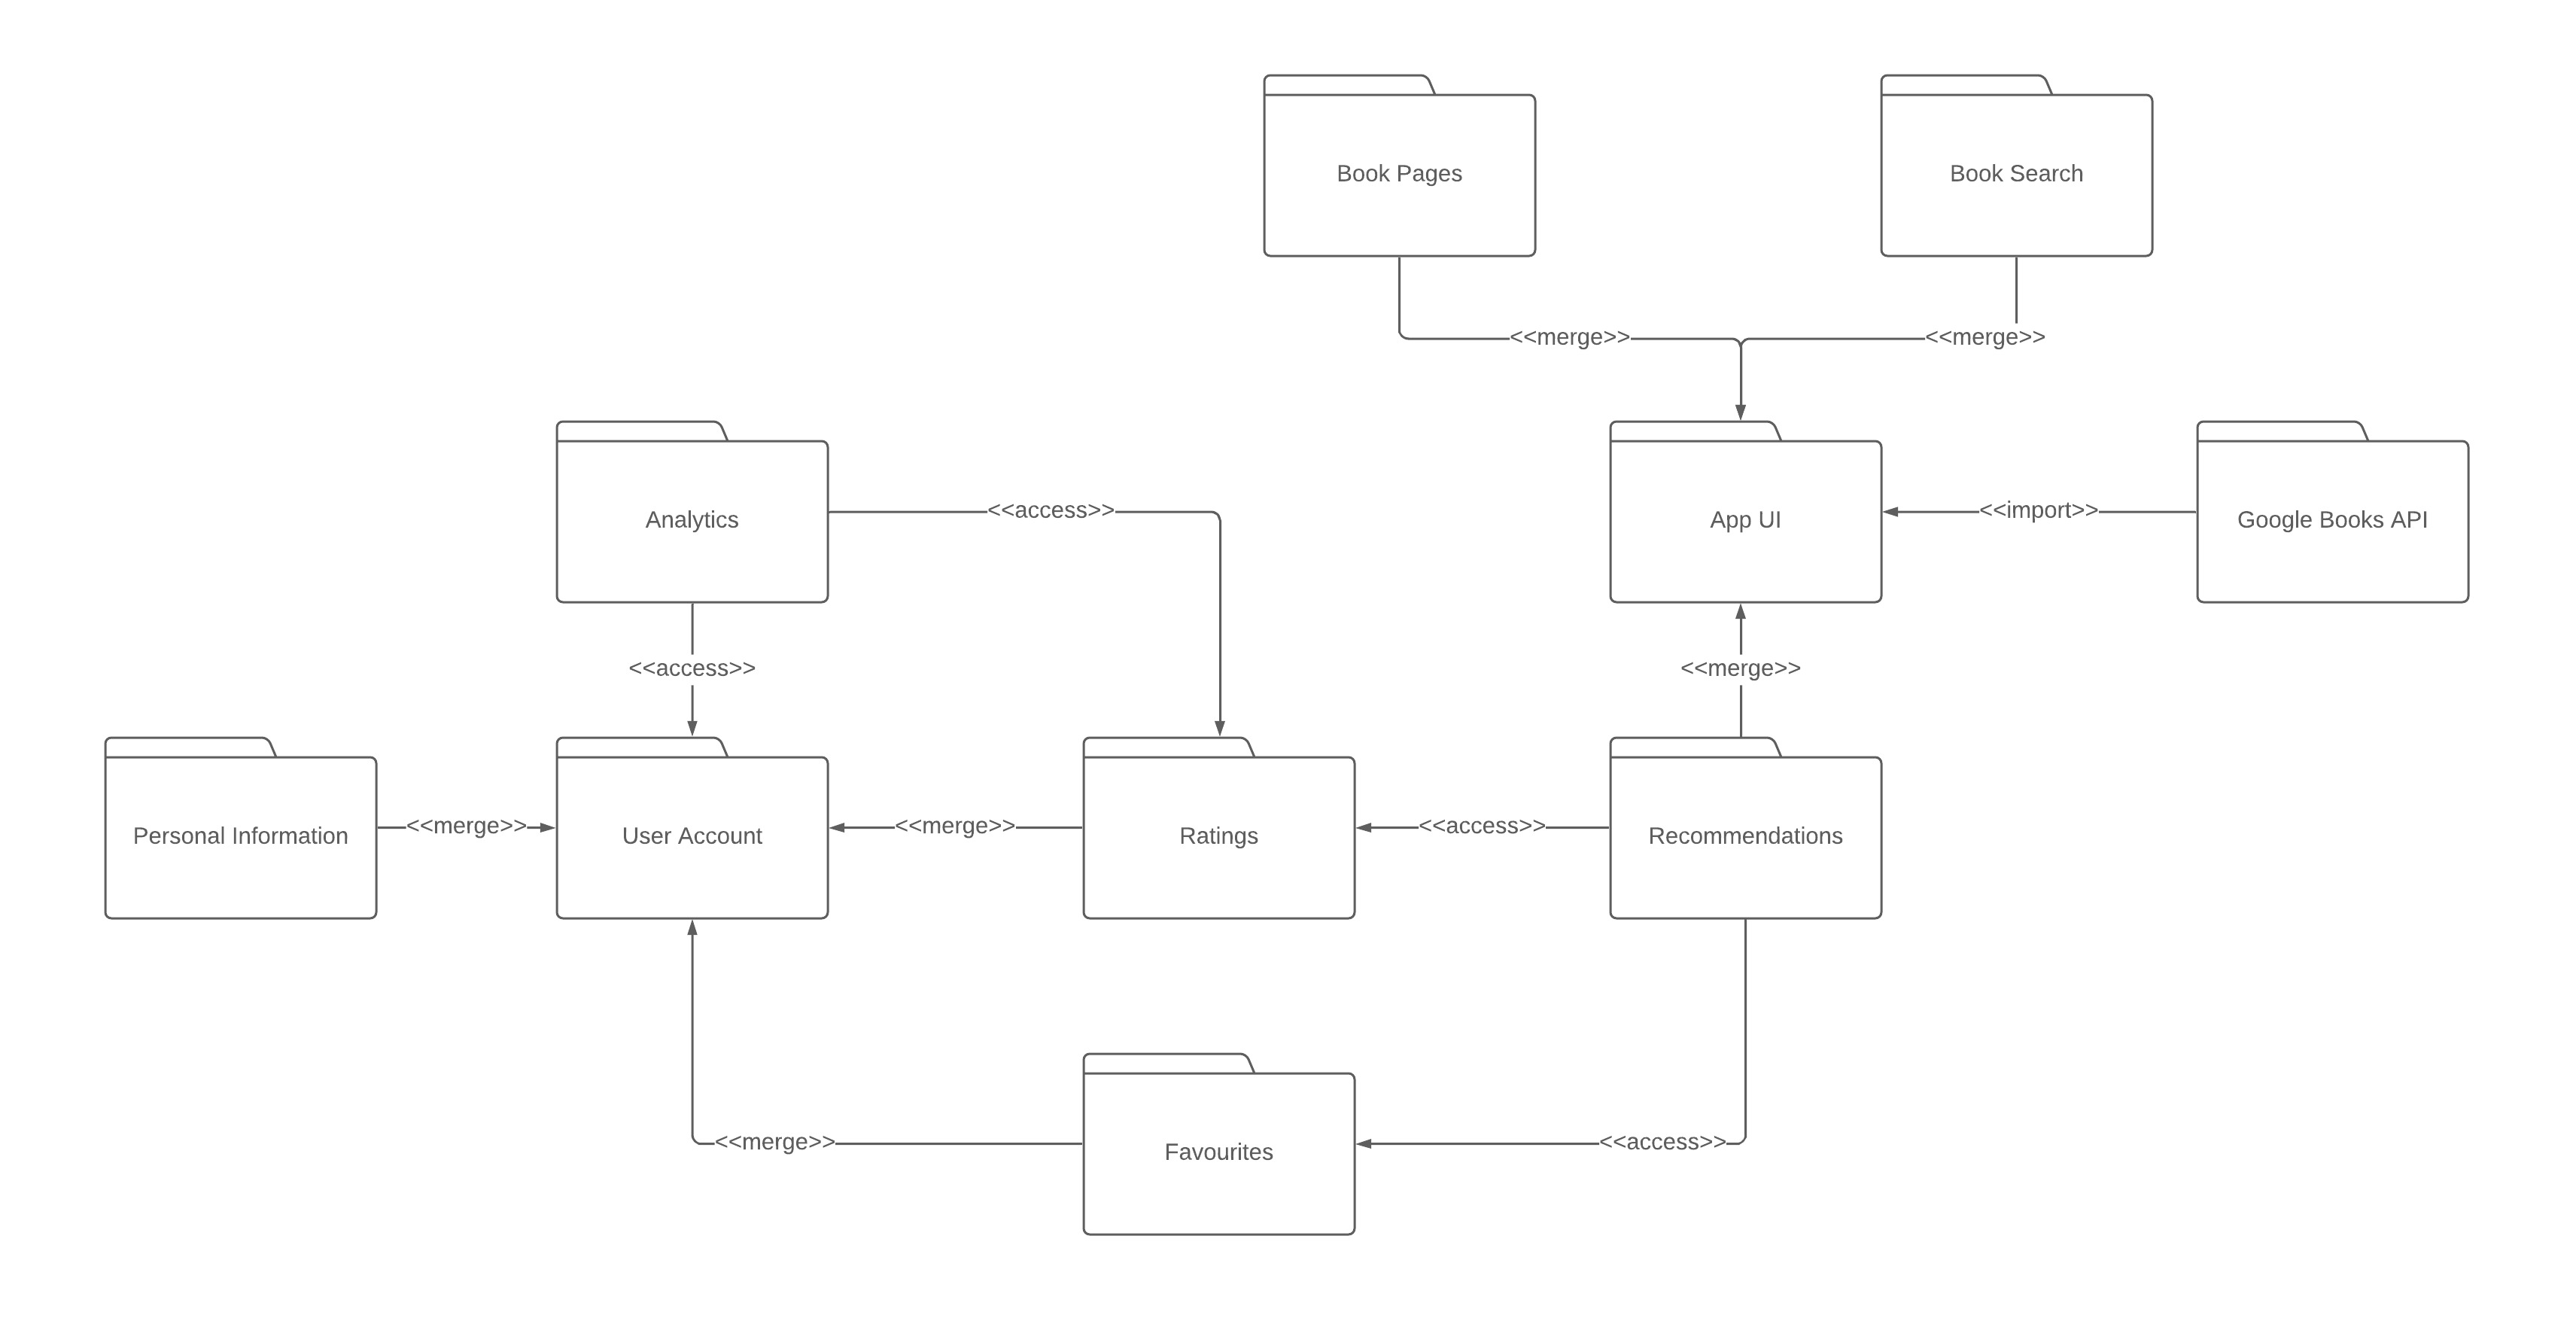 Book Pages
Book Search
<<merge>>
<<merge>>
Analytics
<<access>>
App UI
<<import>>
Google Books API
<<access>>
<<merge>>
Personal Information
<<merge>>
User Account
<<merge>>
Ratings
<<access>>
Recommendations
<<merge>>
Favourites
<<access>>